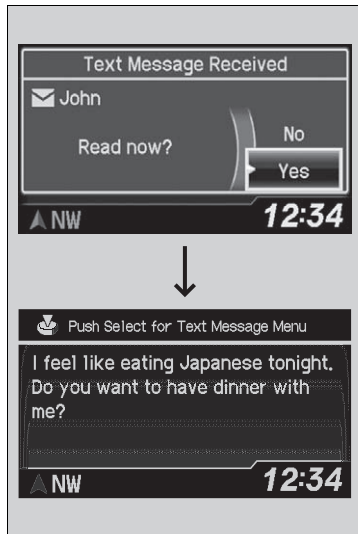 Text Message Received
John
Read now?
No
Yes
NW
12:34
Push Select for Text Message Menu
I feel like eating Japanese tonight.
Do you want to have dinner with
me?
NW
12:34